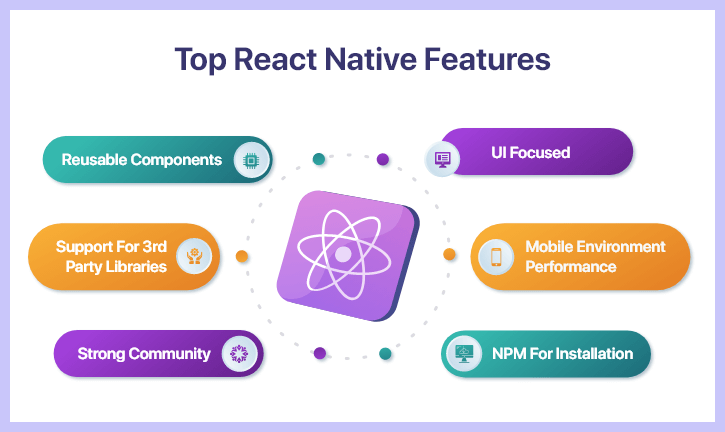 Top React Native Features
Reusable Components
UI Focused
Support For 3rd
Party Libraries
Mobile Environment
Performance
Strong Community
NPM For Installation